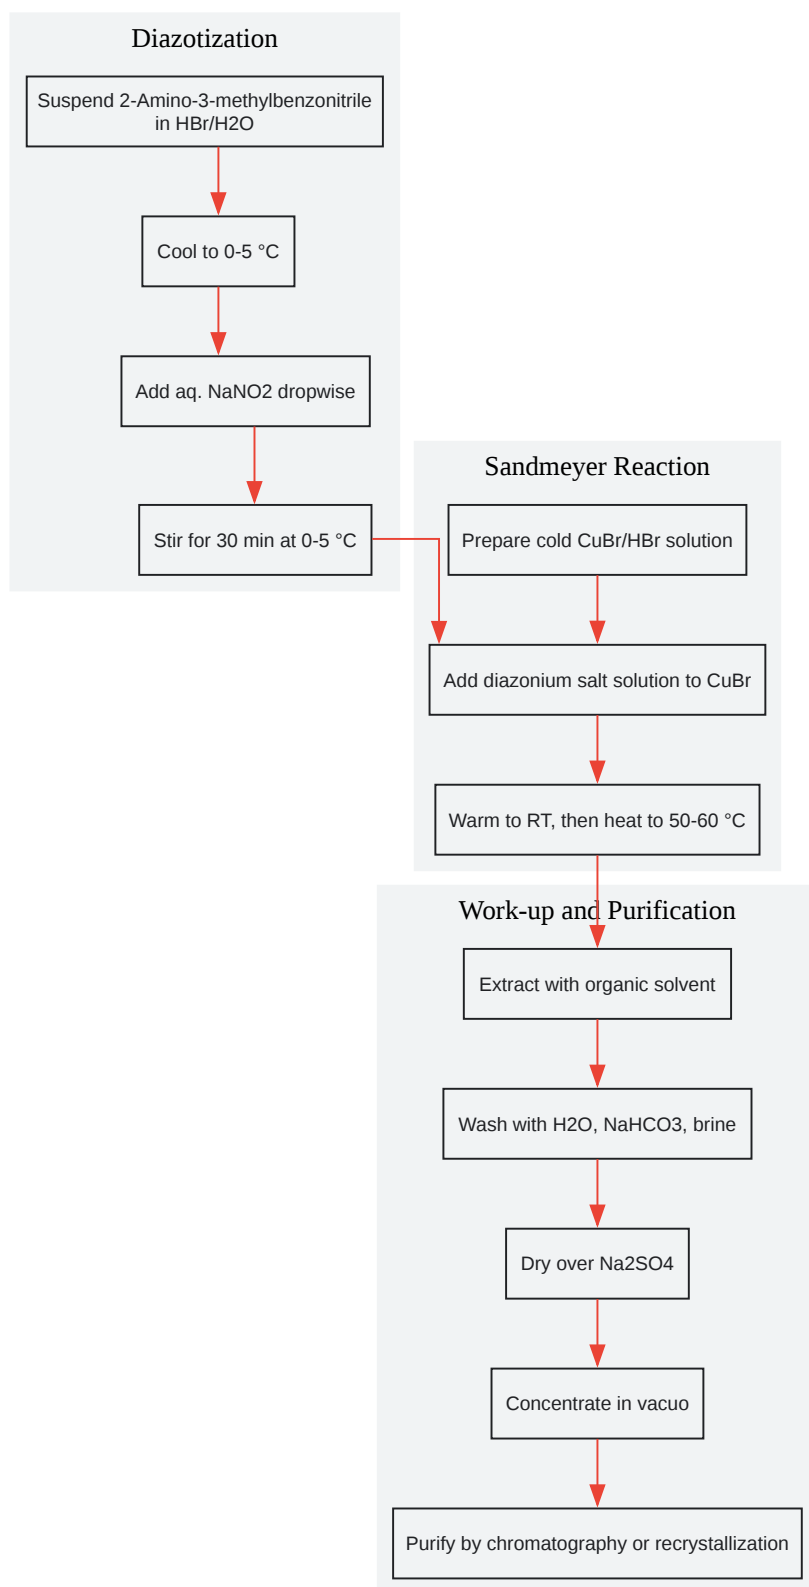 Diazotization
Suspend 2-Amino-3-methylbenzonitrile
in HBr/H2O
Cool to 0-5 °C
Add aq. NaNO2 dropwise
Stir for 30 min at 0-5 °C
Sandmeyer Reaction
Prepare cold CuBr/HBr solution
Add diazonium salt solution to CuBr
Warm to RT, then heat to 50-60 °C
Work-up and Purification
Extract with organic solvent
Wash with H2O, NaHCO3, brine
Dry over Na2SO4
Concentrate in vacuo
Purify by chromatography or recrystallization